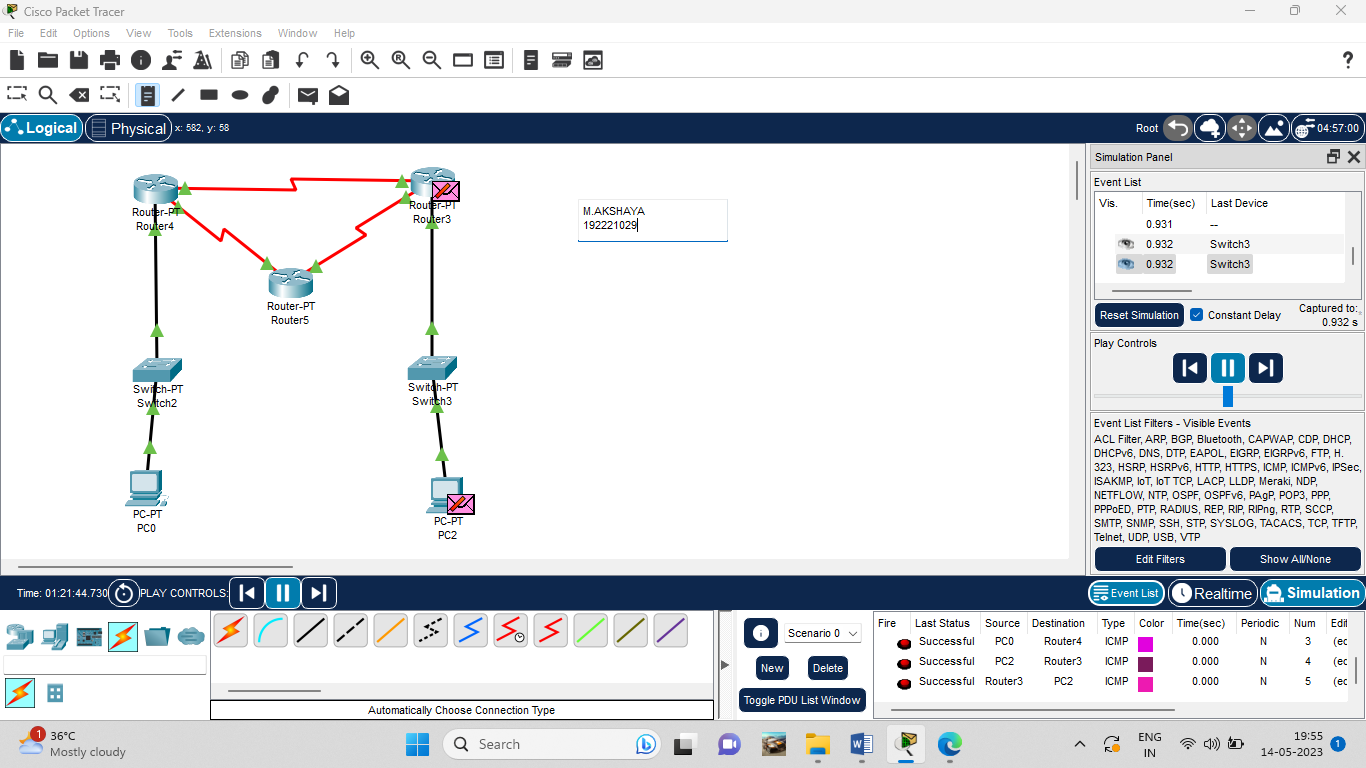 Cisco Packet Tracer
File Edit Options View Tools Extensions Window Help
Logical Physical x: 582, y: 58 Root 04:57:00
Router-PT
Router4
Router-PT
Router3
Router-PT
Router5
M.AKSHAYA
192221029
Switch-PT
Switch2
Switch-PT
Switch3
PC-PT
PC0
PC-PT
PC2
Simulation Panel
Event List
Vis. Time(sec) Last Device
0.931 --
0.932 Switch3
0.932 Switch3
Reset Simulation Constant Delay Captured to:
0.932 s
Play Controls
Event List Filters - Visible Events
ACL Filter, ARP, BGP, Bluetooth, CAPWAP, CDP, DHCP,
DHCPv6, DNS, DTP, EAPOL, EIGRP, EIGRPv6, FTP, H.
323, HSRP, HSRPv6, HTTP, HTTPS, ICMP, ICMPv6, IPSec,
ISAKMP, IoT, IoT TCP, LACP, LLDP, Meraki, NDP,
NETFLOW, NTP, OSPF, OSPFv6, PAgP, POP3, PPP,
PPPoED, PTP, RADIUS, REP, RIP, RIPng, RTP, SCCP,
SMTP, SNMP, SSH, STP, SYSLOG, TACACS, TCP, TFTP,
Telnet, UDP, USB, VTP
Edit Filters Show All/None
Time: 01:21:44.730 PLAY CONTROLS: Event List Realtime Simulation
Automatically Choose Connection Type
Scenario 0
New Delete
Toggle PDU List Window
Fire Last Status Source Destination Type Color Time(sec) Periodic Num Edit
Successful PC0 Router4 ICMP 0.000 N 3 (ec
Successful PC2 Router3 ICMP 0.000 N 4 (ec
Successful Router3 PC2 ICMP 0.000 N 5 (ec
1
36°C
Mostly cloudy
Search
ENG
IN
19:55
14-05-2023
1